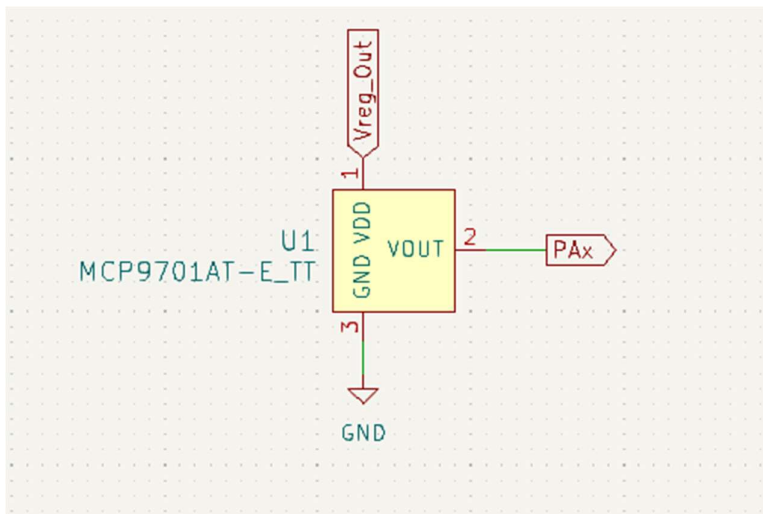 Vreg_Out
1
GND VDD
VOUT
2
PAx
U1
MCP9701AT-E_TT
3
GND